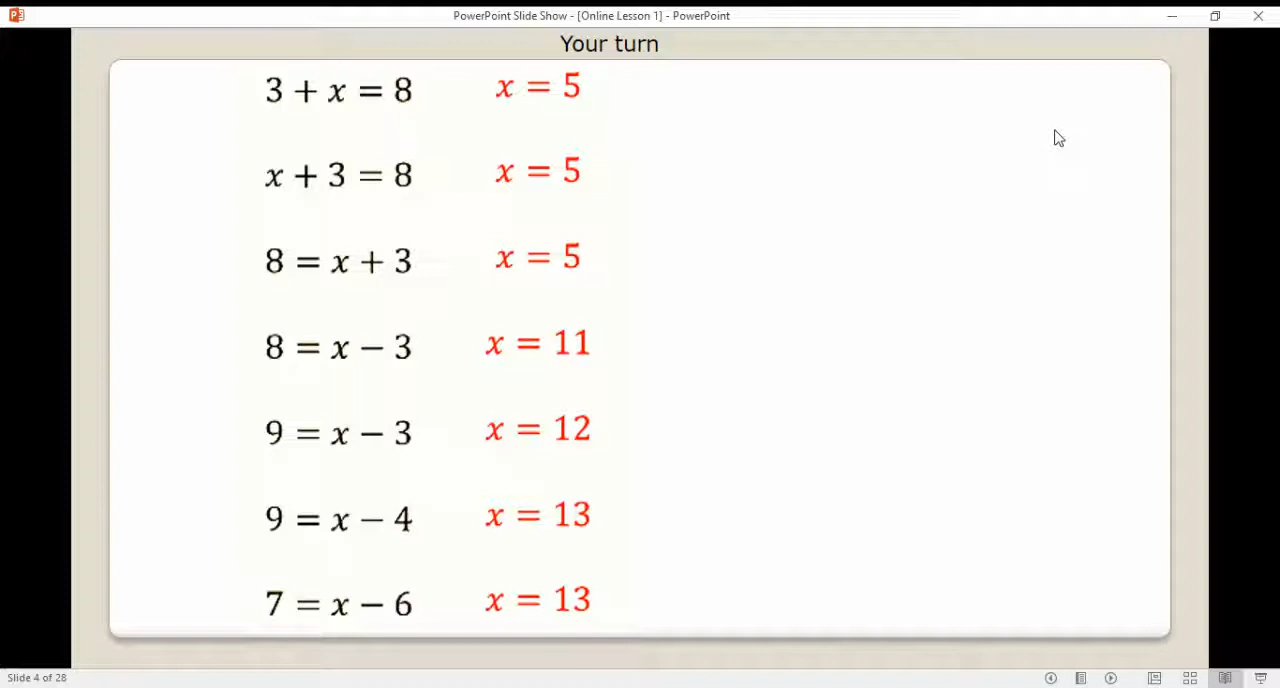 PowerPoint Slide Show - [Online Lesson 1] - PowerPoint
Your turn
3 + x = 8 x = 5
x + 3 = 8 x = 5
8 = x + 3 x = 5
8 = x − 3 x = 11
9 = x − 3 x = 12
9 = x − 4 x = 13
7 = x − 6 x = 13
Slide 4 of 28